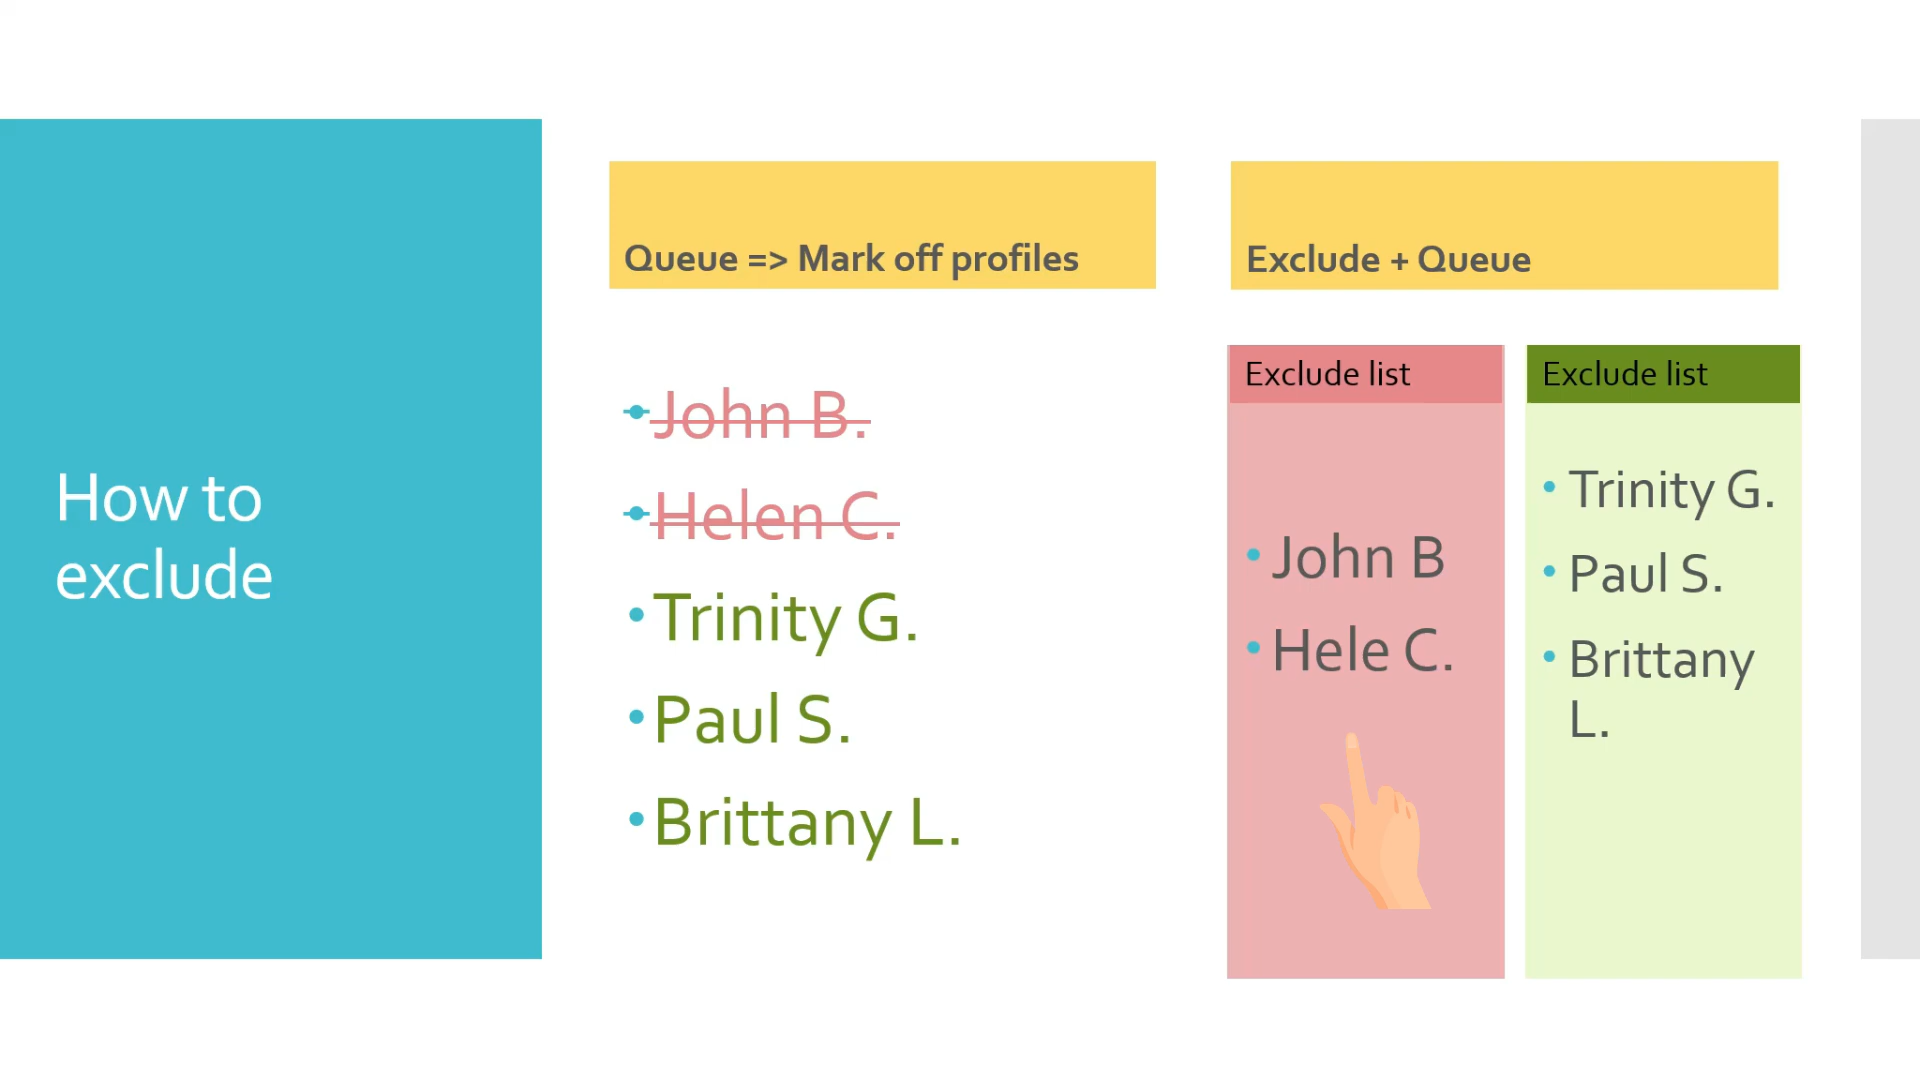 How to
exclude
Queue => Mark off profiles
John B.
Helen C.
Trinity G.
Paul S.
Brittany L.
Exclude + Queue
Exclude list
John B
Hele C.
Exclude list
Trinity G.
Paul S.
Brittany
L.